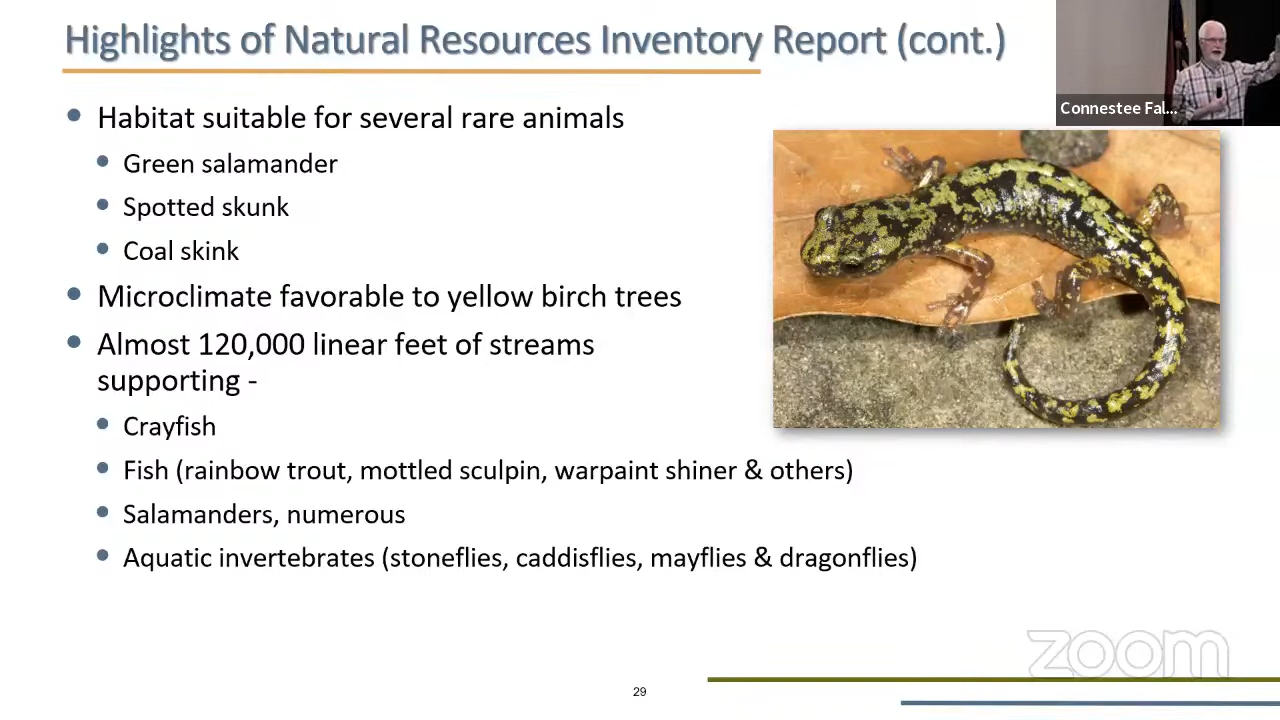 Highlights of Natural Resources Inventory Report (cont.)
Connestee Fal...
Habitat suitable for several rare animals
Green salamander
Spotted skunk
Coal skink
Microclimate favorable to yellow birch trees
Almost 120,000 linear feet of streams
supporting -
Crayfish
Fish (rainbow trout, mottled sculpin, warpaint shiner & others)
Salamanders, numerous
Aquatic invertebrates (stoneflies, caddisflies, mayflies & dragonflies)
zoom
29